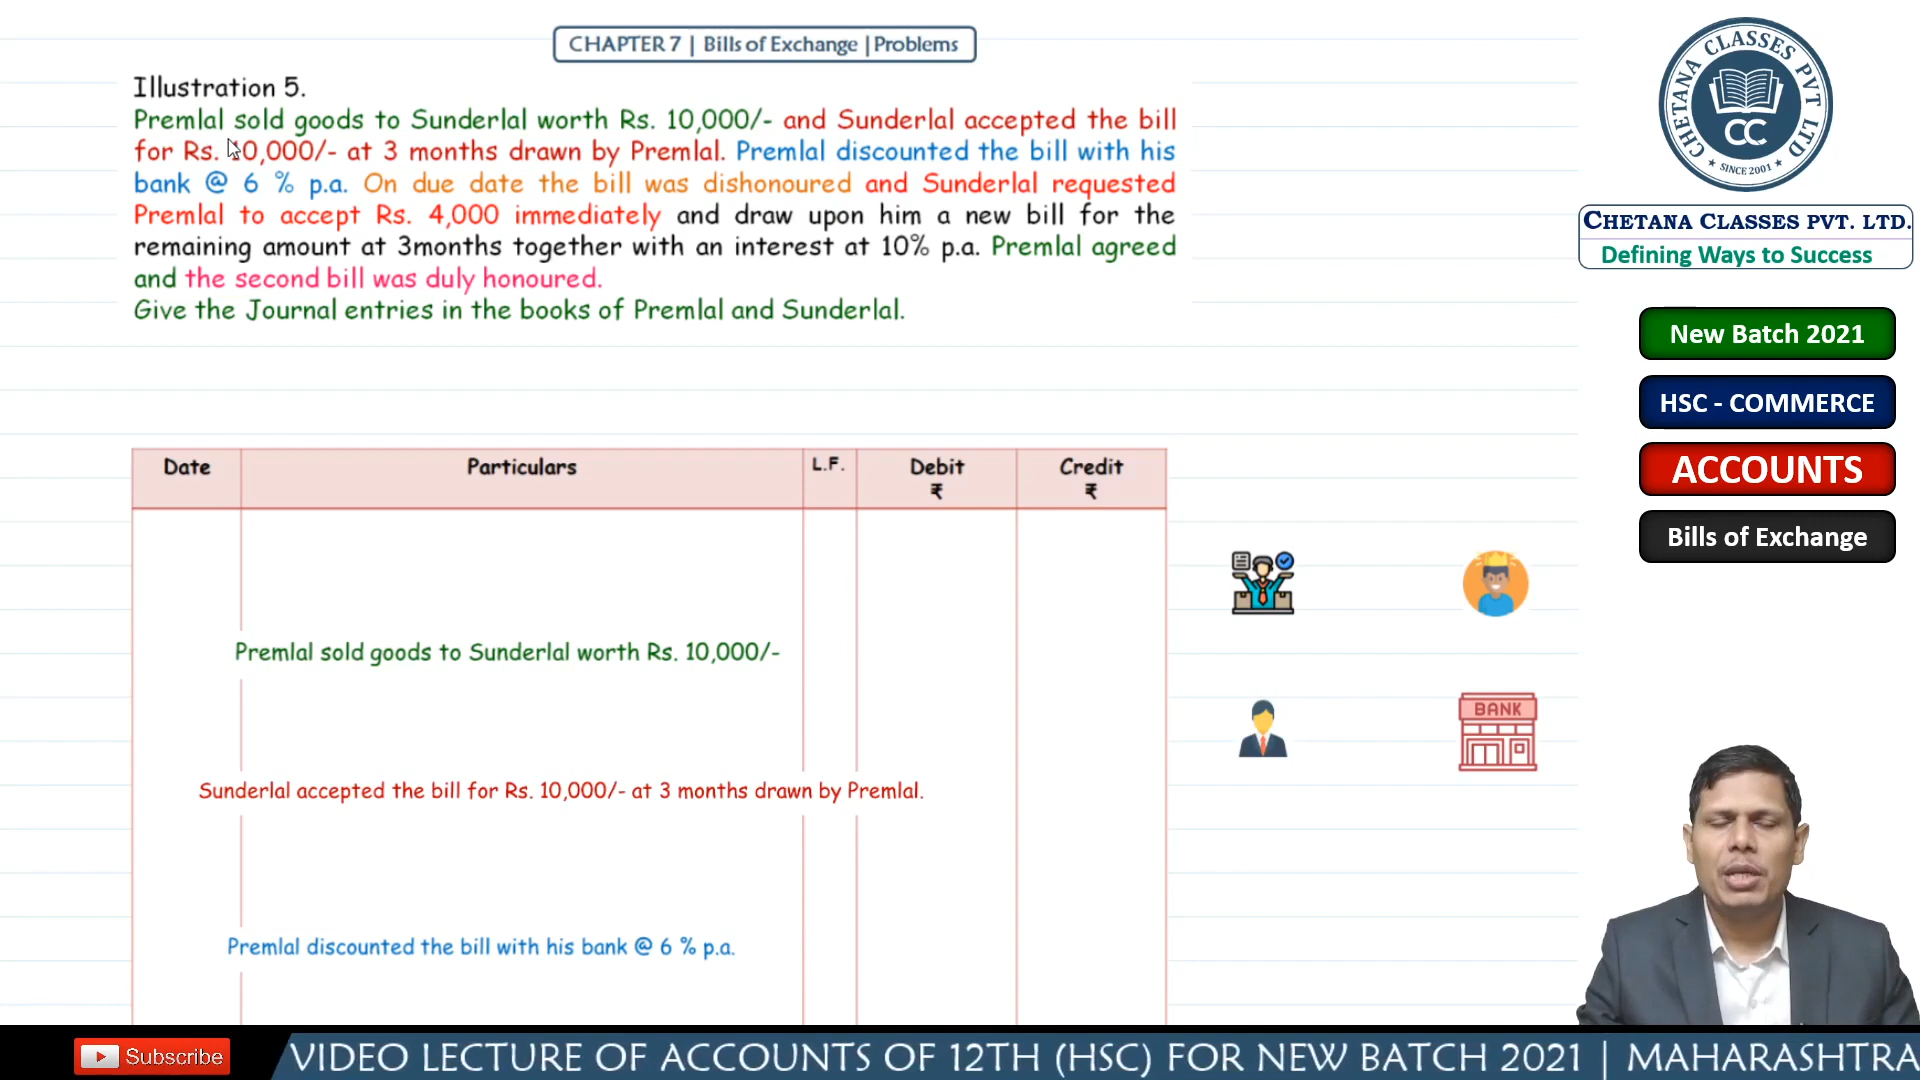 CHAPTER 7 | Bills of Exchange | Problems
Illustration 5.
Premlal sold goods to Sunderlal worth Rs. 10,000/- and Sunderlal accepted the bill
for Rs. 10,000/- at 3 months drawn by Premlal. Premlal discounted the bill with his
bank @ 6 % p.a. On due date the bill was dishonoured and Sunderlal requested
Premlal to accept Rs. 4,000 immediately and draw upon him a new bill for the
remaining amount at 3months together with an interest at 10% p.a. Premlal agreed
and the second bill was duly honoured.
Give the Journal entries in the books of Premlal and Sunderlal.
Date Particulars L.F. Debit Credit
₹ ₹
Premlal sold goods to Sunderlal worth Rs. 10,000/-
Sunderlal accepted the bill for Rs. 10,000/- at 3 months drawn by Premlal.
Premlal discounted the bill with his bank @ 6 % p.a.
BANK
CHETANA CLASSES PVT LTD
CC
SINCE 2001
CHETANA CLASSES PVT. LTD.
Defining Ways to Success
New Batch 2021
HSC - COMMERCE
ACCOUNTS
Bills of Exchange
Subscribe
VIDEO LECTURE OF ACCOUNTS OF 12TH (HSC) FOR NEW BATCH 2021 | MAHARASHTRA